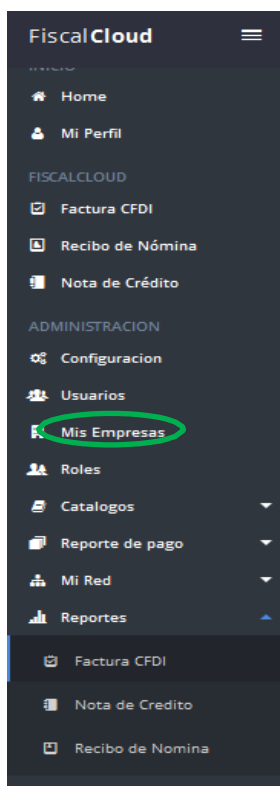 FiscalCloud
INICIO
Home
Mi Perfil
FISCALCLOUD
Factura CFDI
Recibo de Nómina
Nota de Crédito
ADMINISTRACION
Configuracion
Usuarios
Mis Empresas
Roles
Catalogos
Reporte de pago
Mi Red
Reportes
Factura CFDI
Nota de Credito
Recibo de Nomina